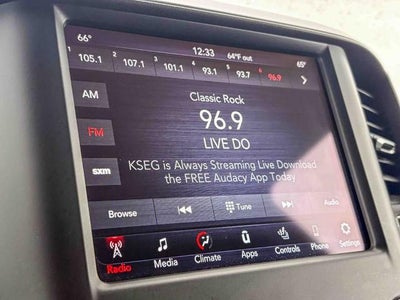 66° 12:33 64°F out 65°
1 105.1 2 107.1 3 101.1 4 93.1 5 93.7 6 96.9
AM
Classic Rock
96.9
FM
LIVE DO
sxm
KSEG is Always Streaming Live Download
the FREE Audacy App Today
Browse Tune Audio
Radio Media Climate Apps Controls Phone Settings